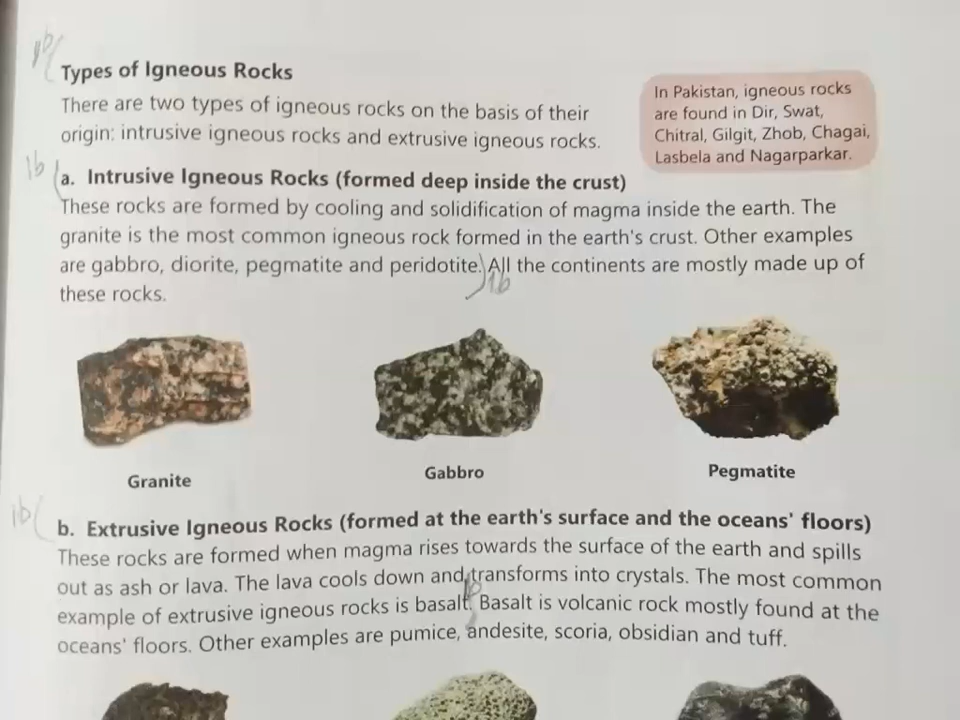 1b
Types of Igneous Rocks
There are two types of igneous rocks on the basis of their
origin: intrusive igneous rocks and extrusive igneous rocks.
In Pakistan, igneous rocks
are found in Dir, Swat,
Chitral, Gilgit, Zhob, Chagai,
Lasbela and Nagarparkar.
1b
a. Intrusive Igneous Rocks (formed deep inside the crust)
These rocks are formed by cooling and solidification of magma inside the earth. The
granite is the most common igneous rock formed in the earth's crust. Other examples
are gabbro, diorite, pegmatite and peridotite. All the continents are mostly made up of
1b
these rocks.
Granite
Gabbro
Pegmatite
1b
b. Extrusive Igneous Rocks (formed at the earth's surface and the oceans' floors)
These rocks are formed when magma rises towards the surface of the earth and spills
out as ash or lava. The lava cools down and transforms into crystals. The most common
example of extrusive igneous rocks is basalt. Basalt is volcanic rock mostly found at the
oceans' floors. Other examples are pumice, andesite, scoria, obsidian and tuff.